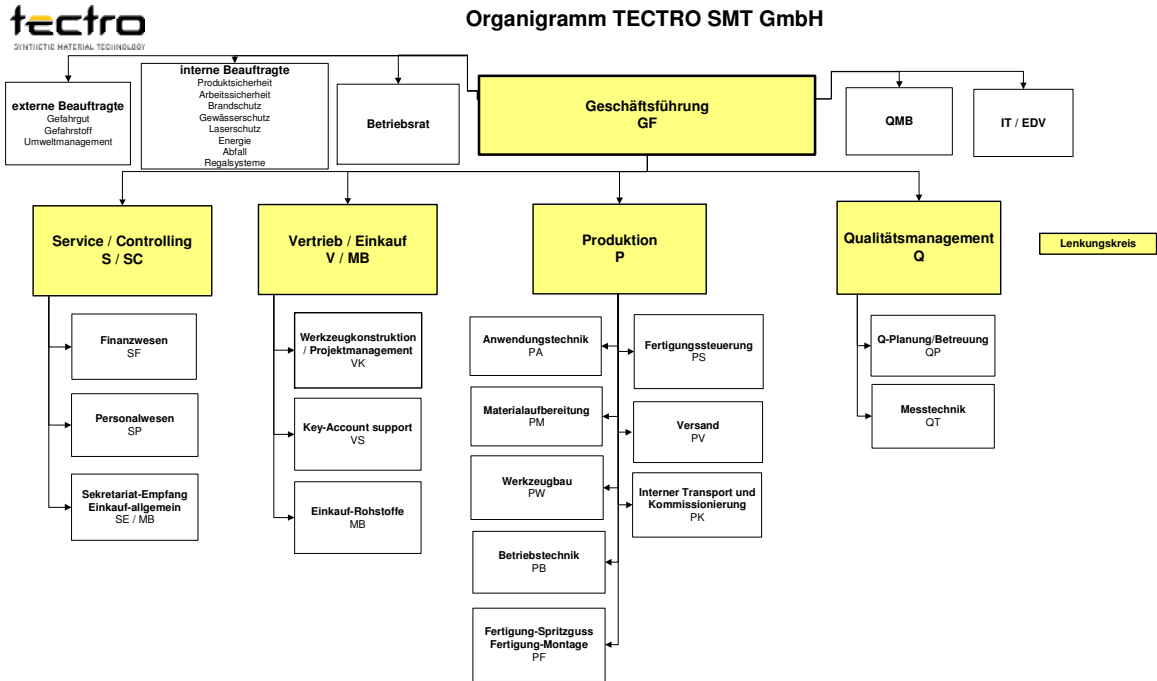 tectro
SYNTHETIC MATERIAL TECHNOLOGY
Organigramm TECTRO SMT GmbH
externe Beauftragte
Gefahrgut
Gefahrstoff
Umweltmanagement
interne Beauftragte
Produktsicherheit
Arbeitssicherheit
Brandschutz
Gewässerschutz
Laserschutz
Energie
Abfall
Regalsysteme
Betriebsrat
Geschäftsführung
GF
QMB
IT / EDV
Service / Controlling
S / SC
Vertrieb / Einkauf
V / MB
Produktion
P
Qualitätsmanagement
Q
Lenkungskreis
Finanzwesen
SF
Personalwesen
SP
Sekretariat-Empfang
Einkauf-allgemein
SE / MB
Werkzeugkonstruktion
/ Projektmanagement
VK
Key-Account support
VS
Einkauf-Rohstoffe
MB
Anwendungstechnik
PA
Materialaufbereitung
PM
Werkzeugbau
PW
Betriebstechnik
PB
Fertigung-Spritzguss
Fertigung-Montage
PF
Fertigungssteuerung
PS
Versand
PV
Interner Transport und
Kommissionierung
PK
Q-Planung/Betreuung
QP
Messtechnik
QT